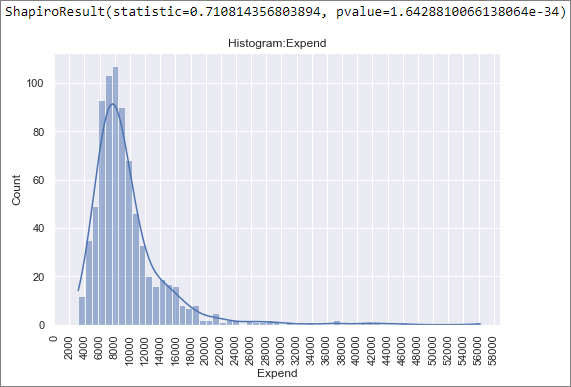 ShapiroResult(statistic=0.710814356803894, pvalue=1.6428810066138064e-34)
Histogram:Expend
100
80
60
40
20
0
Count
0 2000 4000 6000 8000 10000 12000 14000 16000 18000 20000 22000 24000 26000 28000 30000 32000 34000 36000 38000 40000 42000 44000 46000 48000 50000 52000 54000 56000 58000
Expend